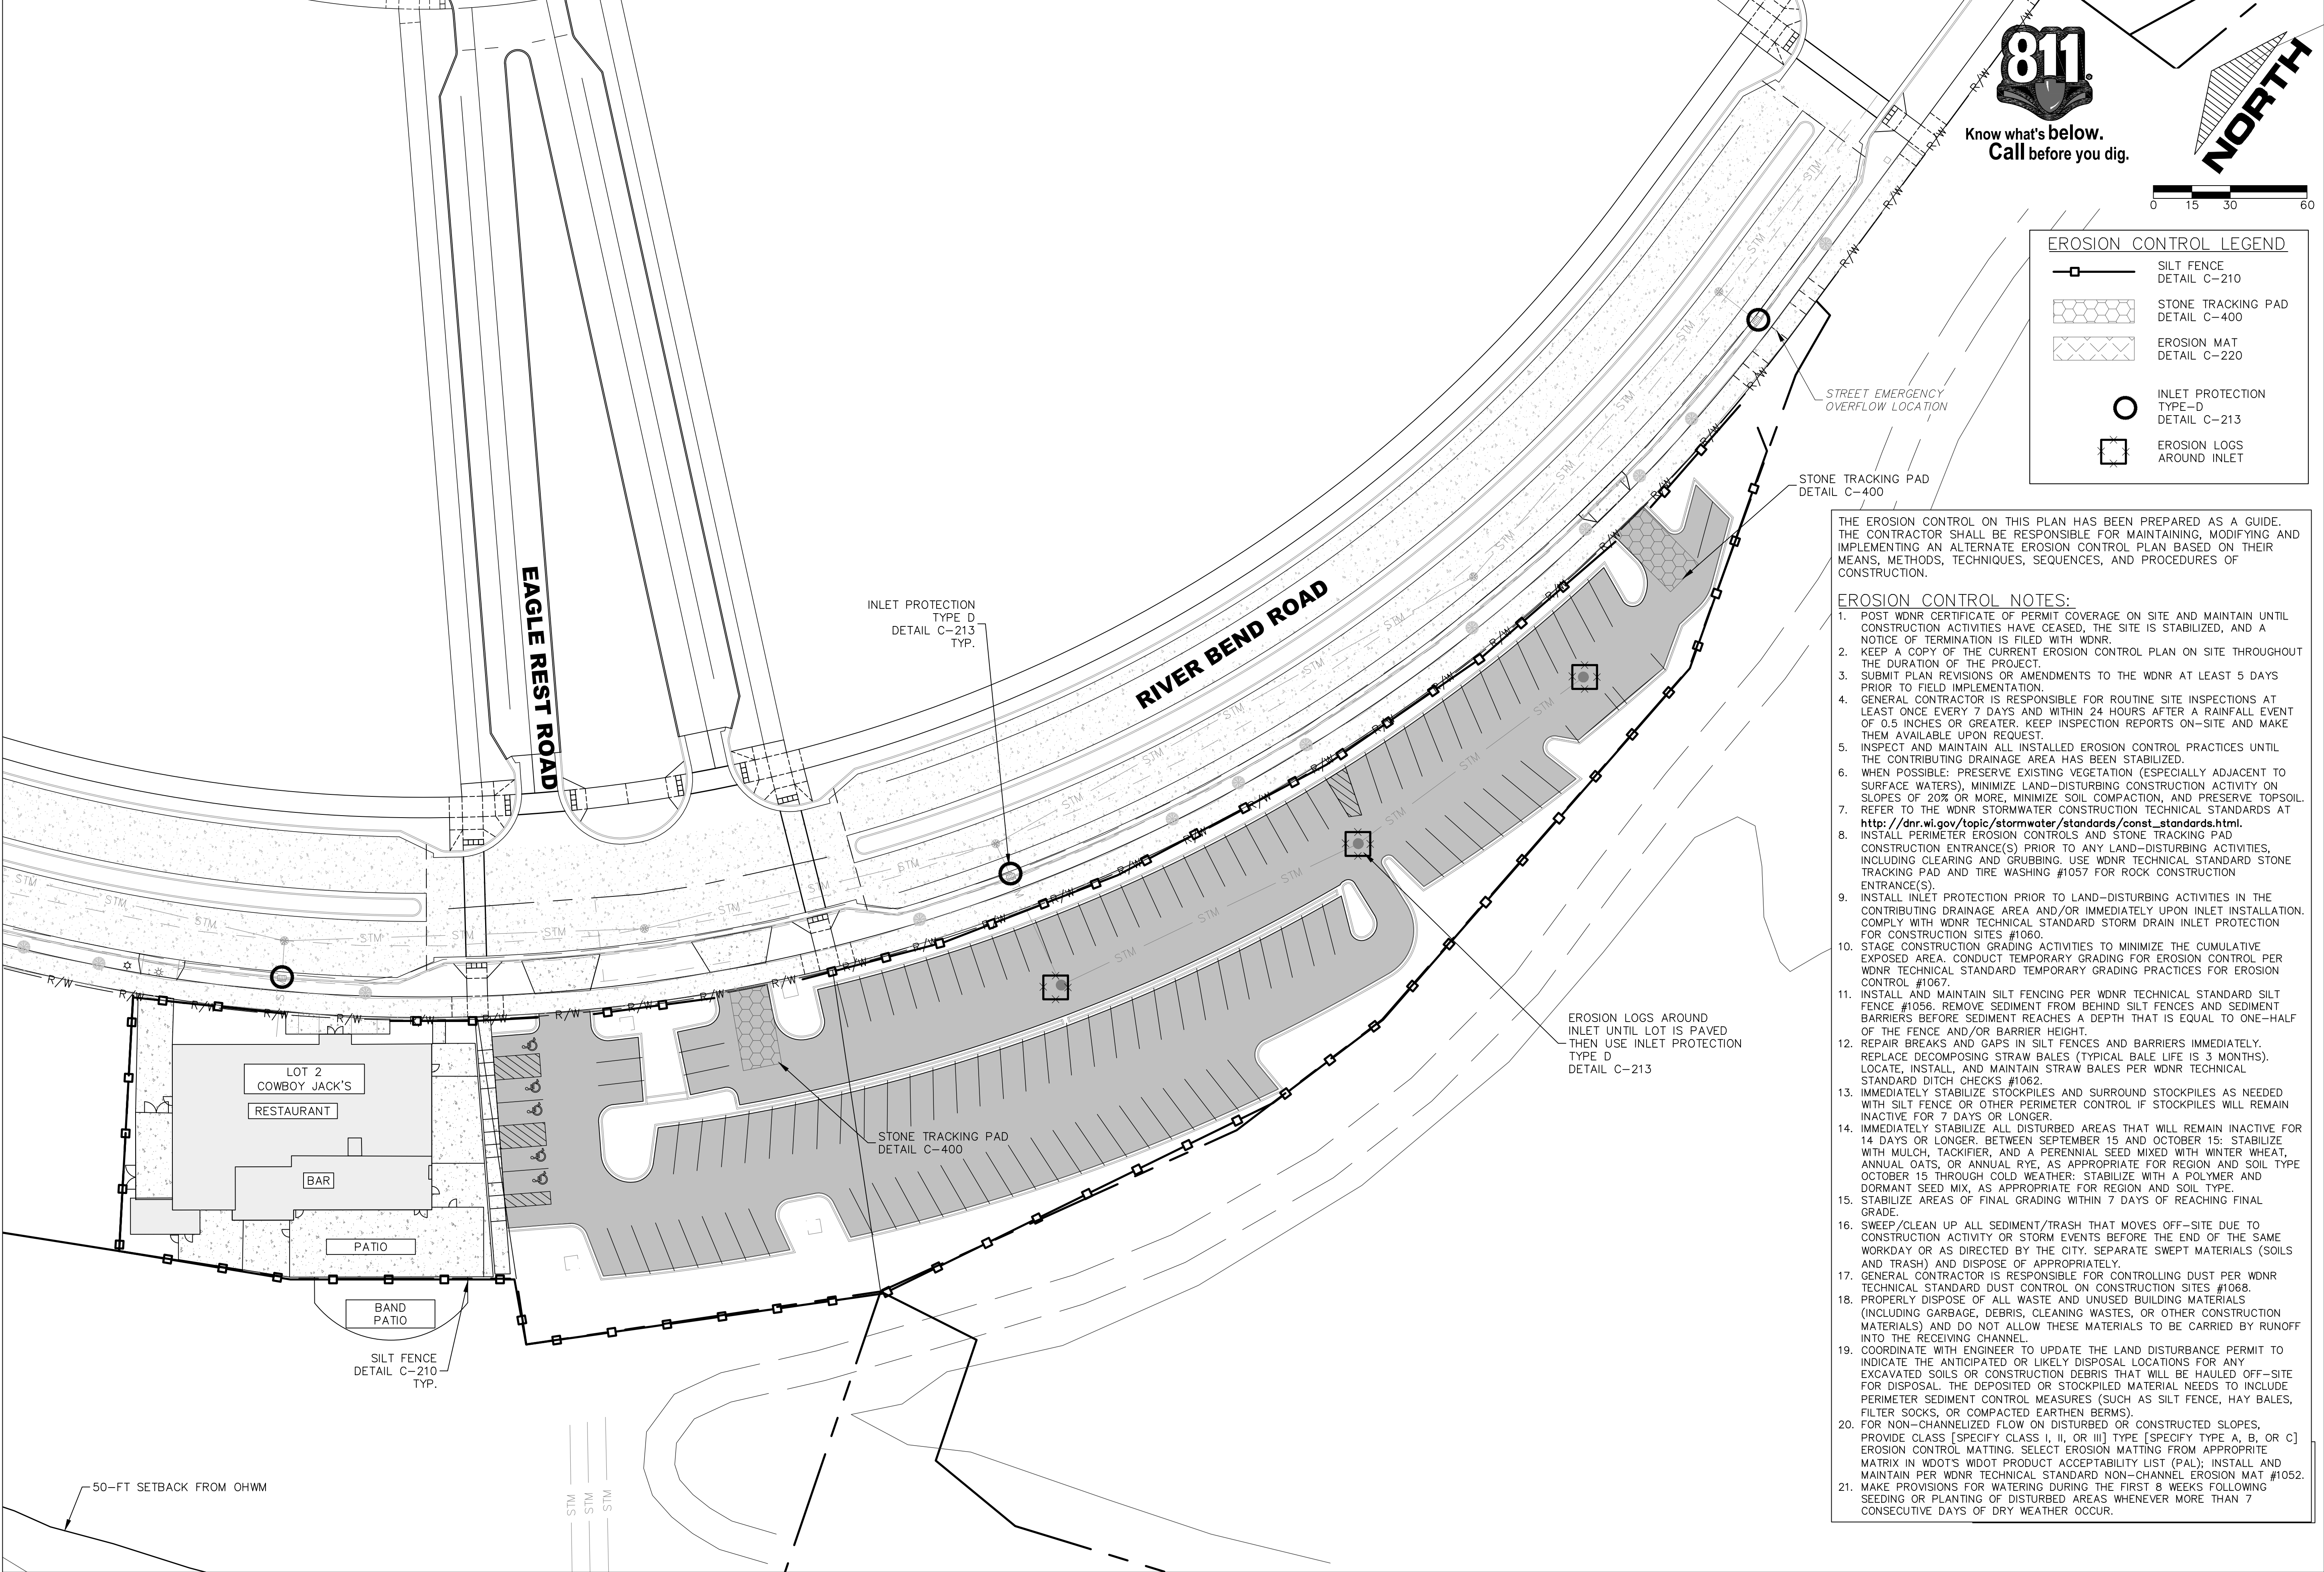 811
Know what's below.
Call before you dig.
NORTH
0 15 30 60
EROSION CONTROL LEGEND
SILT FENCE
DETAIL C-210
STONE TRACKING PAD
DETAIL C-400
EROSION MAT
DETAIL C-220
INLET PROTECTION
TYPE-D
DETAIL C-213
EROSION LOGS
AROUND INLET
STREET EMERGENCY
OVERFLOW LOCATION
STONE TRACKING PAD
DETAIL C-400
INLET PROTECTION
TYPE D
DETAIL C-213
TYP.
EAGLE REST ROAD
RIVER BEND ROAD
EROSION LOGS AROUND
INLET UNTIL LOT IS PAVED
THEN USE INLET PROTECTION
TYPE D
DETAIL C-213
LOT 2
COWBOY JACK'S
RESTAURANT
BAR
PATIO
BAND
PATIO
STONE TRACKING PAD
DETAIL C-400
SILT FENCE
DETAIL C-210
TYP.
50-FT SETBACK FROM OHWM
STM
STM
STM
R/W
R/W
R/W
THE EROSION CONTROL ON THIS PLAN HAS BEEN PREPARED AS A GUIDE.
THE CONTRACTOR SHALL BE RESPONSIBLE FOR MAINTAINING, MODIFYING AND
IMPLEMENTING AN ALTERNATE EROSION CONTROL PLAN BASED ON THEIR
MEANS, METHODS, TECHNIQUES, SEQUENCES, AND PROCEDURES OF
CONSTRUCTION.
EROSION CONTROL NOTES:
1. POST WDNR CERTIFICATE OF PERMIT COVERAGE ON SITE AND MAINTAIN UNTIL
CONSTRUCTION ACTIVITIES HAVE CEASED, THE SITE IS STABILIZED, AND A
NOTICE OF TERMINATION IS FILED WITH WDNR.
2. KEEP A COPY OF THE CURRENT EROSION CONTROL PLAN ON SITE THROUGHOUT
THE DURATION OF THE PROJECT.
3. SUBMIT PLAN REVISIONS OR AMENDMENTS TO THE WDNR AT LEAST 5 DAYS
PRIOR TO FIELD IMPLEMENTATION.
4. GENERAL CONTRACTOR IS RESPONSIBLE FOR ROUTINE SITE INSPECTIONS AT
LEAST ONCE EVERY 7 DAYS AND WITHIN 24 HOURS AFTER A RAINFALL EVENT
OF 0.5 INCHES OR GREATER. KEEP INSPECTION REPORTS ON-SITE AND MAKE
THEM AVAILABLE UPON REQUEST.
5. INSPECT AND MAINTAIN ALL INSTALLED EROSION CONTROL PRACTICES UNTIL
THE CONTRIBUTING DRAINAGE AREA HAS BEEN STABILIZED.
6. WHEN POSSIBLE: PRESERVE EXISTING VEGETATION (ESPECIALLY ADJACENT TO
SURFACE WATERS), MINIMIZE LAND-DISTURBING CONSTRUCTION ACTIVITY ON
SLOPES OF 20% OR MORE, MINIMIZE SOIL COMPACTION, AND PRESERVE TOPSOIL.
7. REFER TO THE WDNR STORMWATER CONSTRUCTION TECHNICAL STANDARDS AT
http: //dnr.wi.gov/topic/stormwater/standards/const_standards.html.
8. INSTALL PERIMETER EROSION CONTROLS AND STONE TRACKING PAD
CONSTRUCTION ENTRANCE(S) PRIOR TO ANY LAND-DISTURBING ACTIVITIES,
INCLUDING CLEARING AND GRUBBING. USE WDNR TECHNICAL STANDARD STONE
TRACKING PAD AND TIRE WASHING #1057 FOR ROCK CONSTRUCTION
ENTRANCE(S).
9. INSTALL INLET PROTECTION PRIOR TO LAND-DISTURBING ACTIVITIES IN THE
CONTRIBUTING DRAINAGE AREA AND/OR IMMEDIATELY UPON INLET INSTALLATION.
COMPLY WITH WDNR TECHNICAL STANDARD STORM DRAIN INLET PROTECTION
FOR CONSTRUCTION SITES #1060.
10. STAGE CONSTRUCTION GRADING ACTIVITIES TO MINIMIZE THE CUMULATIVE
EXPOSED AREA. CONDUCT TEMPORARY GRADING FOR EROSION CONTROL PER
WDNR TECHNICAL STANDARD TEMPORARY GRADING PRACTICES FOR EROSION
CONTROL #1067.
11. INSTALL AND MAINTAIN SILT FENCING PER WDNR TECHNICAL STANDARD SILT
FENCE #1056. REMOVE SEDIMENT FROM BEHIND SILT FENCES AND SEDIMENT
BARRIERS BEFORE SEDIMENT REACHES A DEPTH THAT IS EQUAL TO ONE-HALF
OF THE FENCE AND/OR BARRIER HEIGHT.
12. REPAIR BREAKS AND GAPS IN SILT FENCES AND BARRIERS IMMEDIATELY.
REPLACE DECOMPOSING STRAW BALES (TYPICAL BALE LIFE IS 3 MONTHS).
LOCATE, INSTALL, AND MAINTAIN STRAW BALES PER WDNR TECHNICAL
STANDARD DITCH CHECKS #1062.
13. IMMEDIATELY STABILIZE STOCKPILES AND SURROUND STOCKPILES AS NEEDED
WITH SILT FENCE OR OTHER PERIMETER CONTROL IF STOCKPILES WILL REMAIN
INACTIVE FOR 7 DAYS OR LONGER.
14. IMMEDIATELY STABILIZE ALL DISTURBED AREAS THAT WILL REMAIN INACTIVE FOR
14 DAYS OR LONGER. BETWEEN SEPTEMBER 15 AND OCTOBER 15: STABILIZE
WITH MULCH, TACKIFIER, AND A PERENNIAL SEED MIXED WITH WINTER WHEAT,
ANNUAL OATS, OR ANNUAL RYE, AS APPROPRIATE FOR REGION AND SOIL TYPE
OCTOBER 15 THROUGH COLD WEATHER: STABILIZE WITH A POLYMER AND
DORMANT SEED MIX, AS APPROPRIATE FOR REGION AND SOIL TYPE.
15. STABILIZE AREAS OF FINAL GRADING WITHIN 7 DAYS OF REACHING FINAL
GRADE.
16. SWEEP/CLEAN UP ALL SEDIMENT/TRASH THAT MOVES OFF-SITE DUE TO
CONSTRUCTION ACTIVITY OR STORM EVENTS BEFORE THE END OF THE SAME
WORKDAY OR AS DIRECTED BY THE CITY. SEPARATE SWEPT MATERIALS (SOILS
AND TRASH) AND DISPOSE OF APPROPRIATELY.
17. GENERAL CONTRACTOR IS RESPONSIBLE FOR CONTROLLING DUST PER WDNR
TECHNICAL STANDARD DUST CONTROL ON CONSTRUCTION SITES #1068.
18. PROPERLY DISPOSE OF ALL WASTE AND UNUSED BUILDING MATERIALS
(INCLUDING GARBAGE, DEBRIS, CLEANING WASTES, OR OTHER CONSTRUCTION
MATERIALS) AND DO NOT ALLOW THESE MATERIALS TO BE CARRIED BY RUNOFF
INTO THE RECEIVING CHANNEL.
19. COORDINATE WITH ENGINEER TO UPDATE THE LAND DISTURBANCE PERMIT TO
INDICATE THE ANTICIPATED OR LIKELY DISPOSAL LOCATIONS FOR ANY
EXCAVATED SOILS OR CONSTRUCTION DEBRIS THAT WILL BE HAULED OFF-SITE
FOR DISPOSAL. THE DEPOSITED OR STOCKPILED MATERIAL NEEDS TO INCLUDE
PERIMETER SEDIMENT CONTROL MEASURES (SUCH AS SILT FENCE, HAY BALES,
FILTER SOCKS, OR COMPACTED EARTHEN BERMS).
20. FOR NON-CHANNELIZED FLOW ON DISTURBED OR CONSTRUCTED SLOPES,
PROVIDE CLASS [SPECIFY CLASS I, II, OR III] TYPE [SPECIFY TYPE A, B, OR C]
EROSION CONTROL MATTING. SELECT EROSION MATTING FROM APPROPRITE
MATRIX IN WDOT'S WIDOT PRODUCT ACCEPTABILITY LIST (PAL); INSTALL AND
MAINTAIN PER WDNR TECHNICAL STANDARD NON-CHANNEL EROSION MAT #1052.
21. MAKE PROVISIONS FOR WATERING DURING THE FIRST 8 WEEKS FOLLOWING
SEEDING OR PLANTING OF DISTURBED AREAS WHENEVER MORE THAN 7
CONSECUTIVE DAYS OF DRY WEATHER OCCUR.